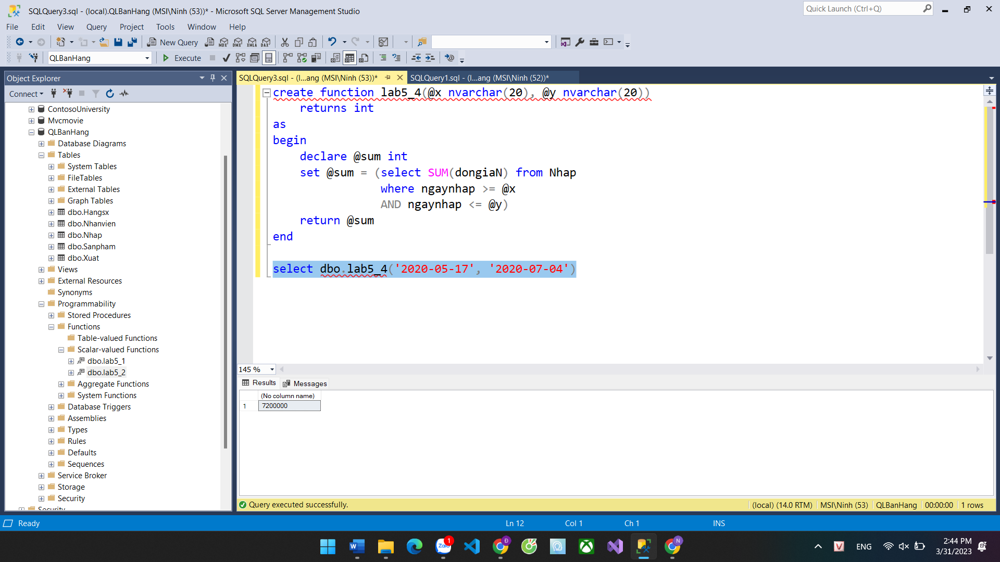 SQLQuery3.sql - (local).QLBanHang (MSI\Ninh (53))* - Microsoft SQL Server Management Studio
Quick Launch (Ctrl+Q)
File Edit View Query Project Tools Window Help
New Query
MDX DMX XMLA DAX
QLBanHang
Execute
Object Explorer
SQLQuery3.sql - (l...ang (MSI\Ninh (53))*
SQLQuery1.sql - (l...ang (MSI\Ninh (52))*
Connect
ContosoUniversity
Mvcmovie
QLBanHang
Database Diagrams
Tables
System Tables
FileTables
External Tables
Graph Tables
dbo.Hangsx
dbo.Nhanvien
dbo.Nhap
dbo.Sanpham
dbo.Xuat
Views
External Resources
Synonyms
Programmability
Stored Procedures
Functions
Table-valued Functions
Scalar-valued Functions
dbo.lab5_1
dbo.lab5_2
Aggregate Functions
System Functions
Database Triggers
Assemblies
Types
Rules
Defaults
Sequences
Service Broker
Storage
Security
Security
create function lab5_4(@x nvarchar(20), @y nvarchar(20))
returns int
as
begin
declare @sum int
set @sum = (select SUM(dongiaN) from Nhap
where ngaynhap >= @x
AND ngaynhap <= @y)
return @sum
end
select dbo.lab5_4('2020-05-17', '2020-07-04')
145 %
Results Messages
(No column name)
1 7200000
Query executed successfully.
(local) (14.0 RTM) MSI\Ninh (53) QLBanHang 00:00:00 1 rows
Ready Ln 12 Col 1 Ch 1 INS
Zalo 1
Đ
N
V
ENG
2:44 PM
3/31/2023